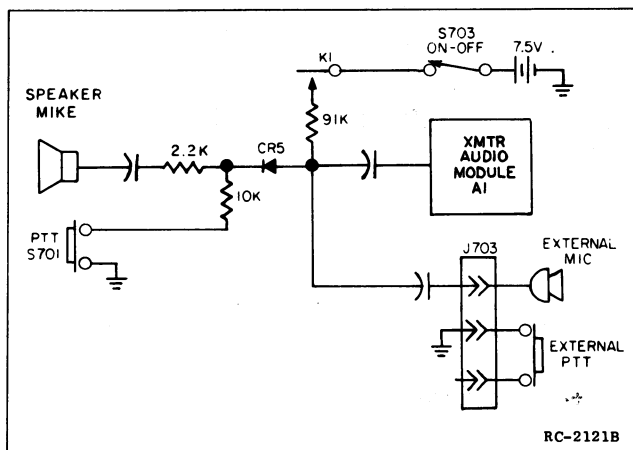 S703
ON-OFF
7.5V
K1
SPEAKER
MIKE
91K
2.2K
CR5
XMTR
AUDIO
MODULE
A1
10K
PTT
S701
J703
EXTERNAL
MIC
EXTERNAL
PTT
RC-2121B